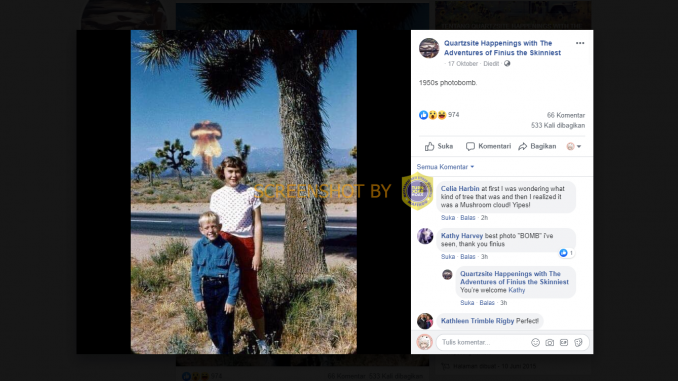 Quartzsite Happenings with The
Adventures of Finius the Skinniest
· 17 Oktober · Diedit ·
1950s photobomb.
974
66 Komentar
533 Kali dibagikan
Suka
Komentari
Bagikan
Semua Komentar
SCREENSHOT BY
Celia Harbin at first I was wondering what
kind of tree that was and then I realized it
was a Mushroom cloud! Yipes!
Suka · Balas · 2h
Kathy Harvey best photo "BOMB" i've
seen, thank you finius
1
Suka · Balas · 3h
Quartzsite Happenings with The
Adventures of Finius the Skinniest
You're welcome Kathy
Suka · Balas · 3h
Kathleen Trimble Rigby Perfect!
Tulis komentar...